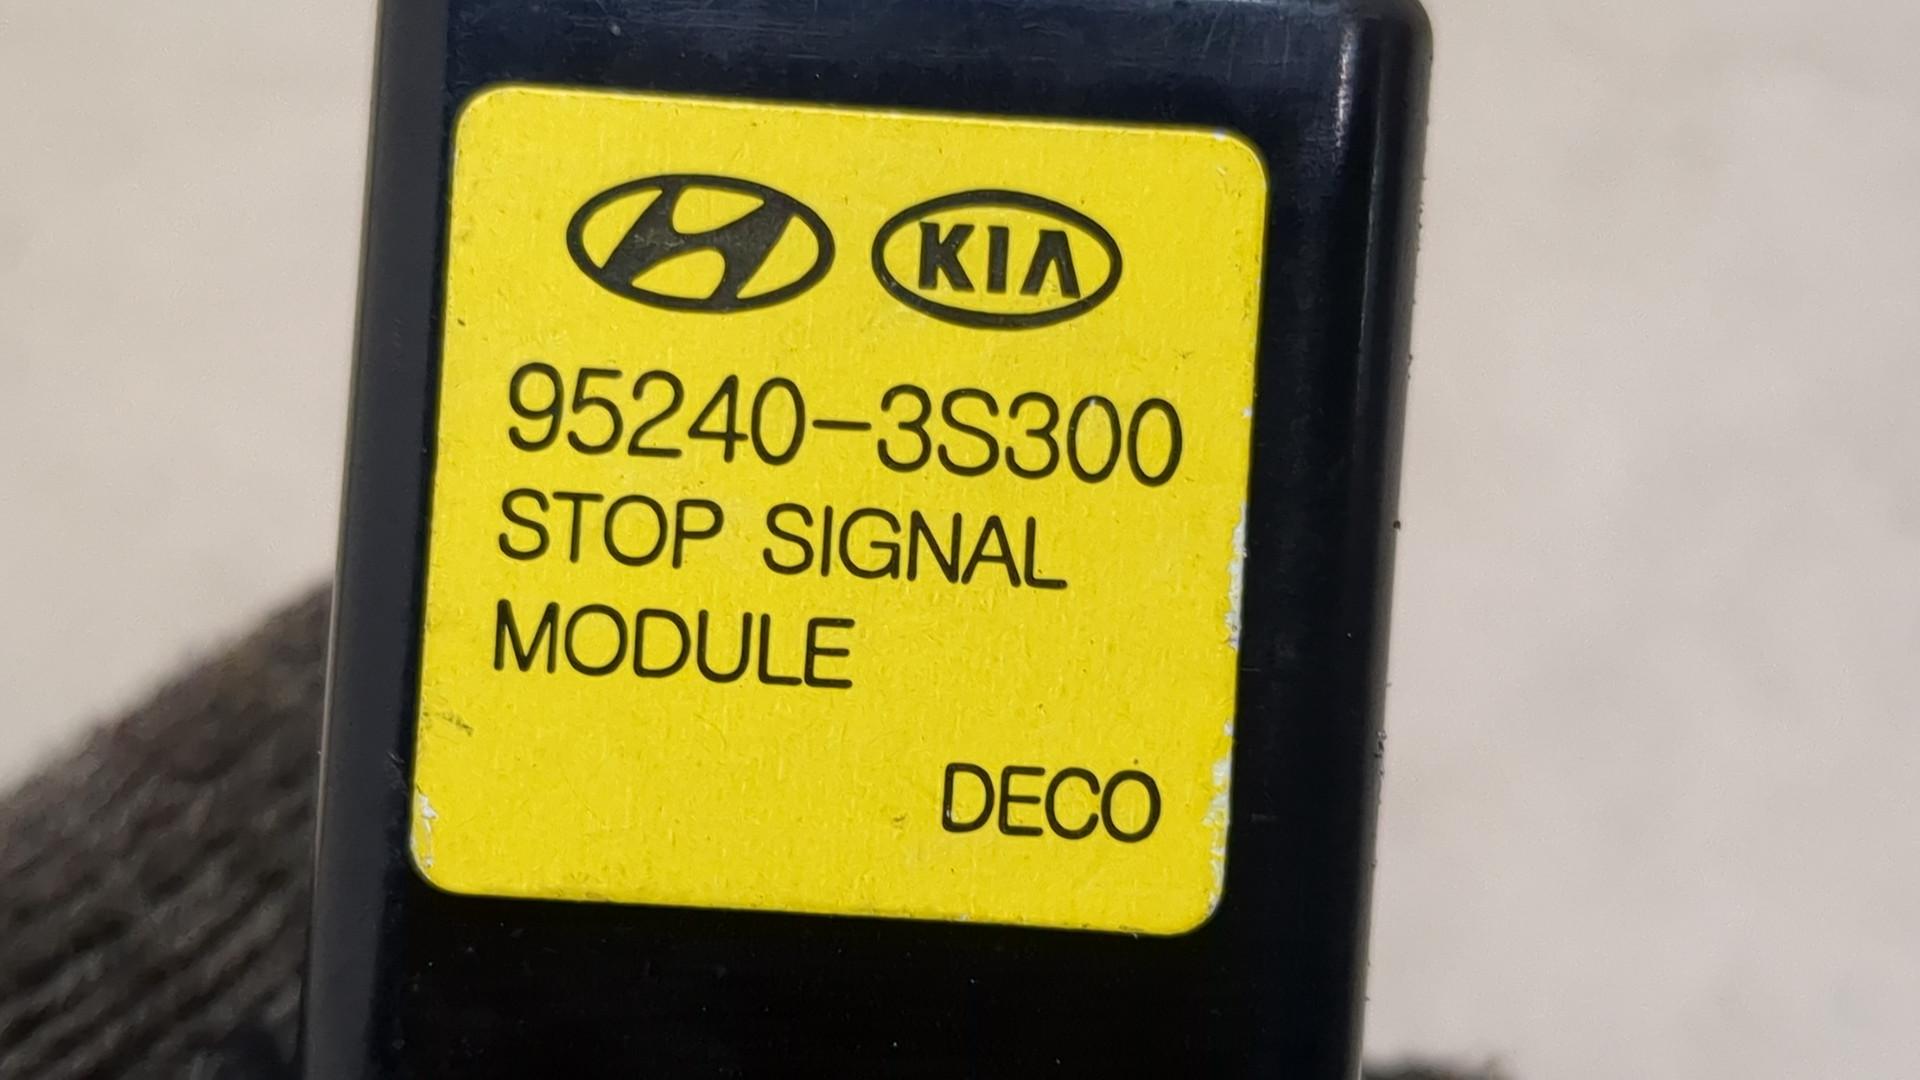 KIA
95240-3S300
STOP SIGNAL
MODULE
DECO